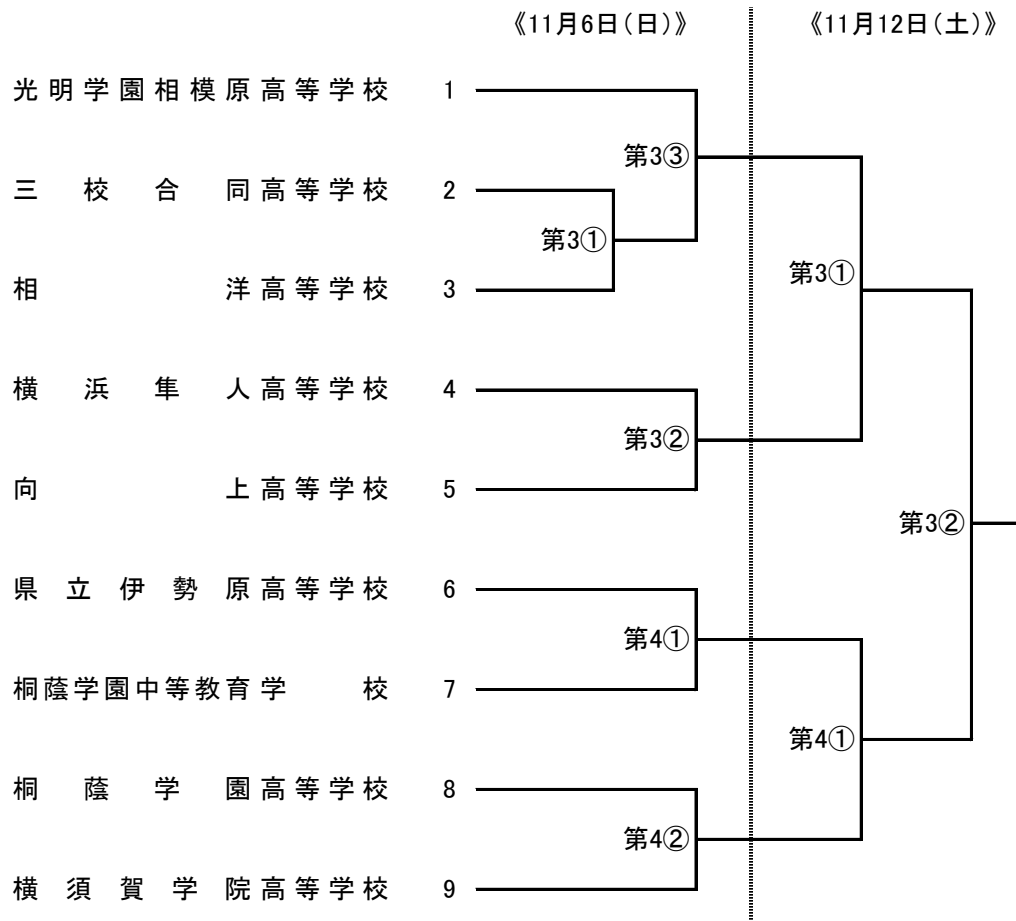 《11月6日(日)》 《11月12日(土)》
光明学園相模原高等学校 1
第3③
三校合同高等学校 2
第3①
相洋高等学校 3
第3①
横浜隼人高等学校 4
第3②
向上高等学校 5
第3②
県立伊勢原高等学校 6
第4①
桐蔭学園中等教育学校 7
第4①
桐蔭学園高等学校 8
第4②
横須賀学院高等学校 9